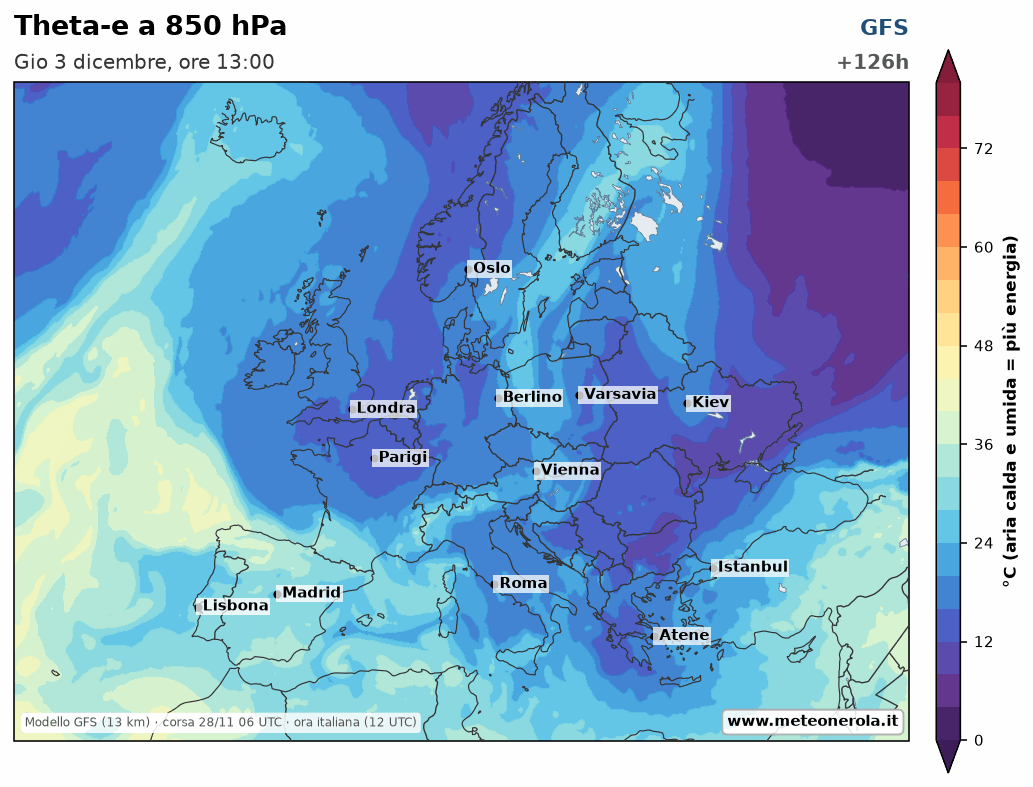 Theta-e a 850 hPa
GFS
Gio 3 dicembre, ore 13:00
+126h
72
60
48
36
24
12
0
°C (aria calda e umida = più energia)
Oslo
Berlino
Varsavia
Kiev
Londra
Parigi
Vienna
Istanbul
Roma
Madrid
Lisbona
Atene
Modello GFS (13 km) · corsa 28/11 06 UTC · ora italiana (12 UTC)
www.meteonerola.it